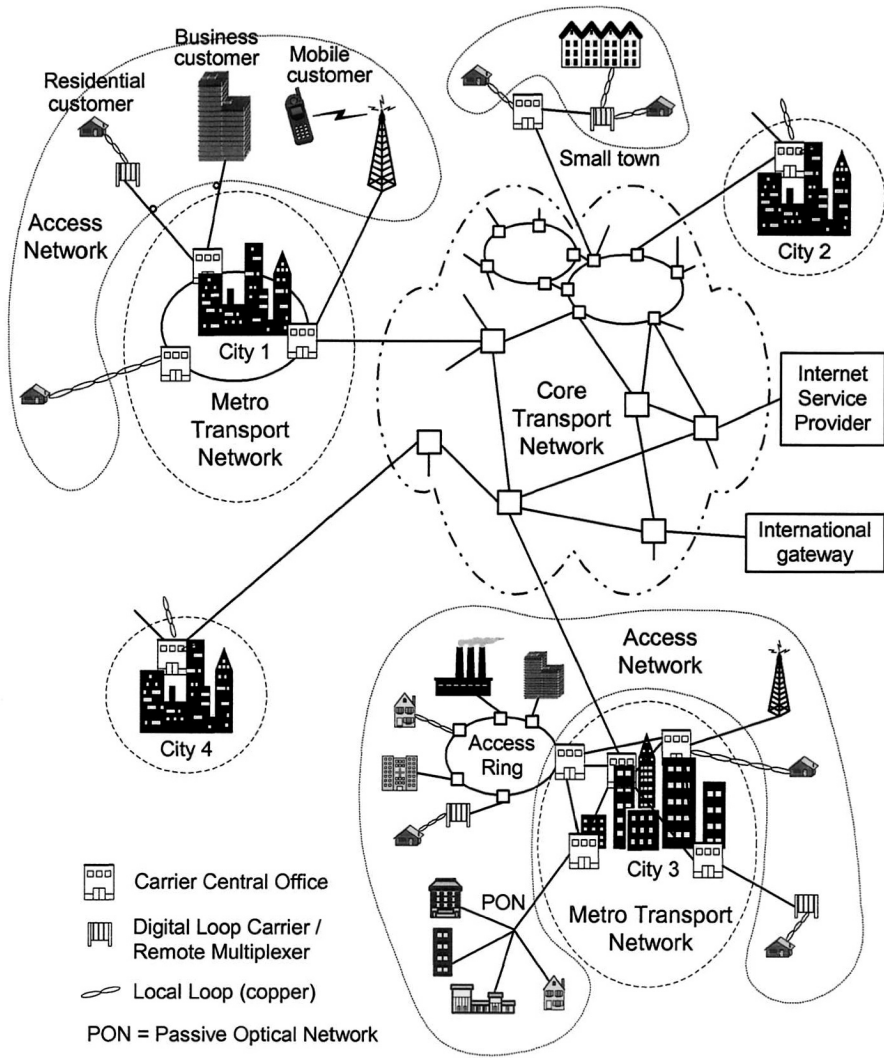 Business
customer
Mobile
customer
Residential
customer
Access
Network
City 1
Metro
Transport
Network
Small town
City 2
Core
Transport
Network
Internet
Service
Provider
International
gateway
City 4
Access
Network
Access
Ring
City 3
PON
Metro Transport
Network
Carrier Central Office
Digital Loop Carrier /
Remote Multiplexer
Local Loop (copper)
PON = Passive Optical Network